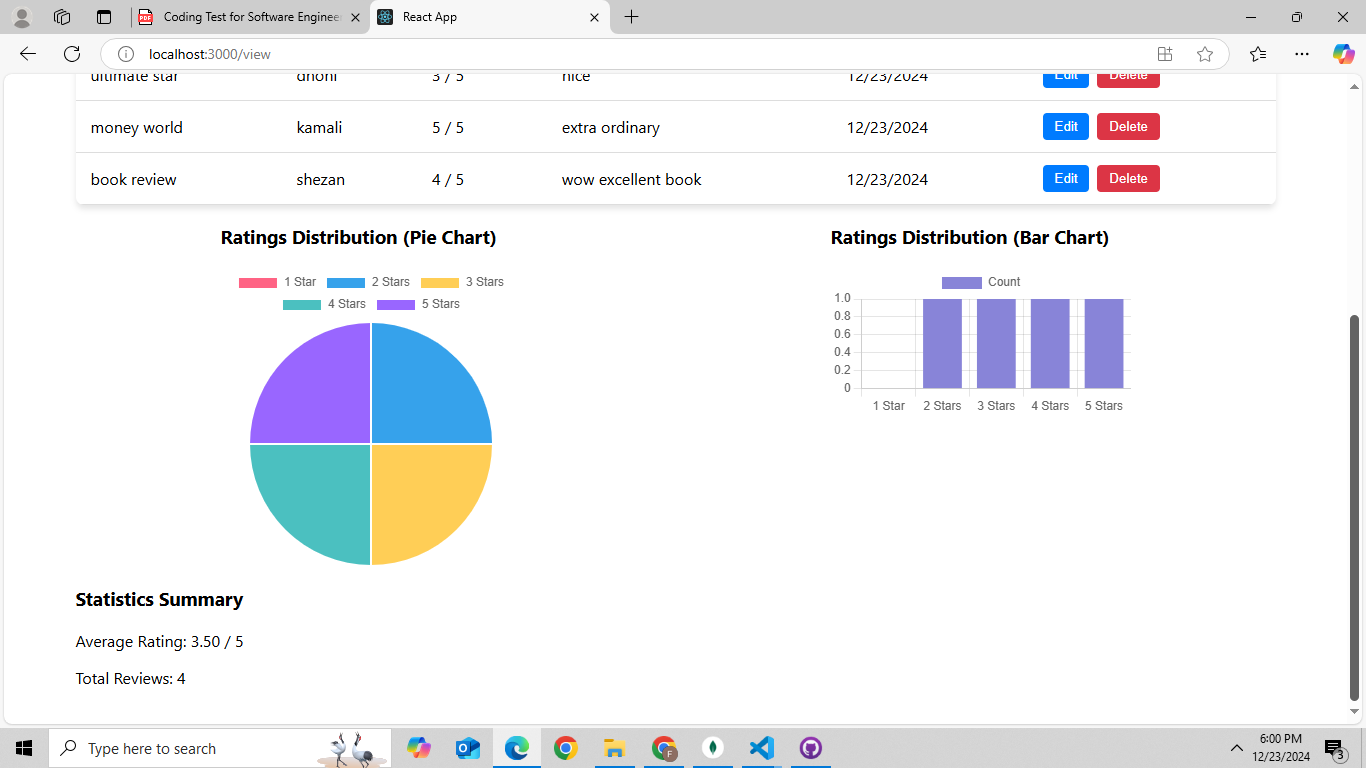 Coding Test for Software Enginee
React App
localhost:3000/view
ultimate star dhoni 3 / 5 nice 12/23/2024 Edit Delete
money world kamali 5 / 5 extra ordinary 12/23/2024 Edit Delete
book review shezan 4 / 5 wow excellent book 12/23/2024 Edit Delete
Ratings Distribution (Pie Chart)
1 Star 2 Stars 3 Stars
4 Stars 5 Stars
Ratings Distribution (Bar Chart)
Count
1.0
0.8
0.6
0.4
0.2
0
1 Star 2 Stars 3 Stars 4 Stars 5 Stars
Statistics Summary
Average Rating: 3.50 / 5
Total Reviews: 4
Type here to search
6:00 PM
12/23/2024
3
PDF
F